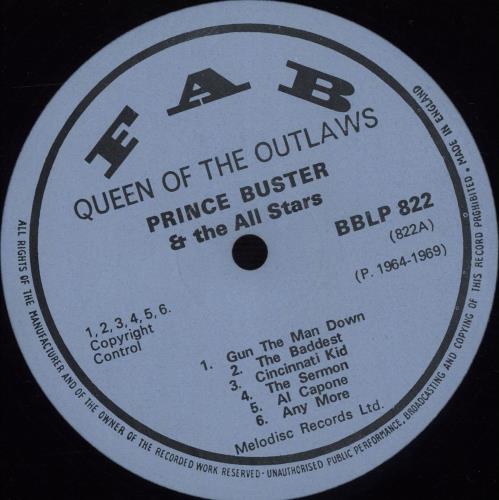 FAB
QUEEN OF THE OUTLAWS
PRINCE BUSTER
& the All Stars
BBLP 822
(822A)
(P. 1964-1969)
1,2,3,4,5,6.
Copyright
Control
1. Gun The Man Down
2. The Baddest
3. Cincinnati Kid
4. The Sermon
5. Al Capone
6. Any More
Melodisc Records Ltd.
ALL RIGHTS OF THE MANUFACTURER AND OF THE OWNER OF THE RECORDED WORK RESERVED - UNAUTHORISED PUBLIC PERFORMANCE, BROADCASTING AND COPYING OF THIS RECORD PROHIBITED • MADE IN ENGLAND